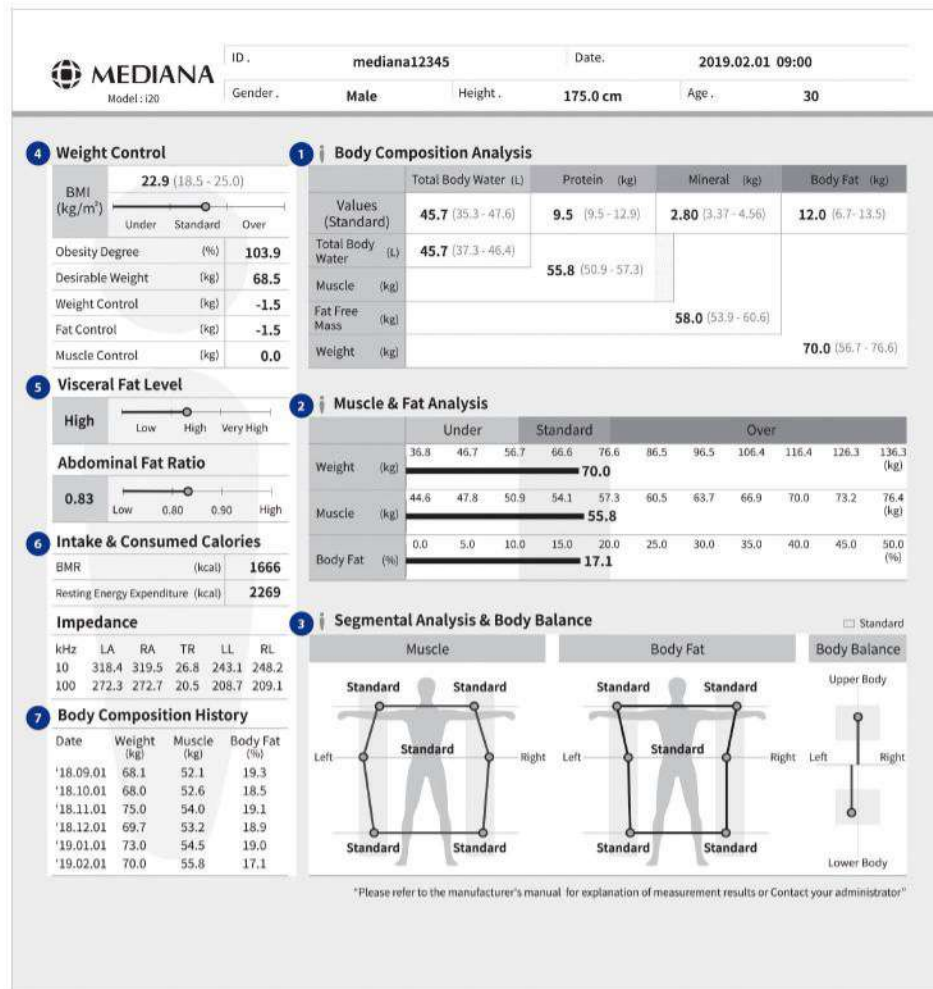 MEDIANA
Model : i20
ID . mediana12345 Date. 2019.02.01 09:00
Gender . Male Height . 175.0 cm Age . 30
4 Weight Control
BMI (kg/m²) 22.9 (18.5 - 25.0)
Under Standard Over
Obesity Degree (%) 103.9
Desirable Weight (kg) 68.5
Weight Control (kg) -1.5
Fat Control (kg) -1.5
Muscle Control (kg) 0.0
5 Visceral Fat Level
High
Low High Very High
Abdominal Fat Ratio
0.83
Low 0.80 0.90 High
6 Intake & Consumed Calories
BMR (kcal) 1666
Resting Energy Expenditure (kcal) 2269
Impedance
kHz LA RA TR LL RL
10 318.4 319.5 26.8 243.1 248.2
100 272.3 272.7 20.5 208.7 209.1
7 Body Composition History
Date Weight (kg) Muscle (kg) Body Fat (%)
'18.09.01 68.1 52.1 19.3
'18.10.01 68.0 52.6 18.5
'18.11.01 75.0 54.0 19.1
'18.12.01 69.7 53.2 18.9
'19.01.01 73.0 54.5 19.0
'19.02.01 70.0 55.8 17.1
1 Body Composition Analysis
Total Body Water (L) Protein (kg) Mineral (kg) Body Fat (kg)
Values (Standard) 45.7 (35.3 - 47.6) 9.5 (9.5 - 12.9) 2.80 (3.37 - 4.56) 12.0 (6.7- 13.5)
Total Body Water (L) 45.7 (37.3 - 46.4)
Muscle (kg) 55.8 (50.9 - 57.3)
Fat Free Mass (kg) 58.0 (53.9 - 60.6)
Weight (kg) 70.0 (56.7 - 76.6)
2 Muscle & Fat Analysis
Under Standard Over
Weight (kg) 36.8 46.7 56.7 66.6 76.6 86.5 96.5 106.4 116.4 126.3 136.3 (kg)
70.0
Muscle (kg) 44.6 47.8 50.9 54.1 57.3 60.5 63.7 66.9 70.0 73.2 76.4 (kg)
55.8
Body Fat (%) 0.0 5.0 10.0 15.0 20.0 25.0 30.0 35.0 40.0 45.0 50.0 (%)
17.1
3 Segmental Analysis & Body Balance
Standard
Muscle Body Fat Body Balance
Standard Standard Standard Standard Upper Body
Left Standard Right Left Standard Right Left Right
Standard Standard Standard Standard Lower Body
"Please refer to the manufacturer's manual for explanation of measurement results or Contact your administrator"